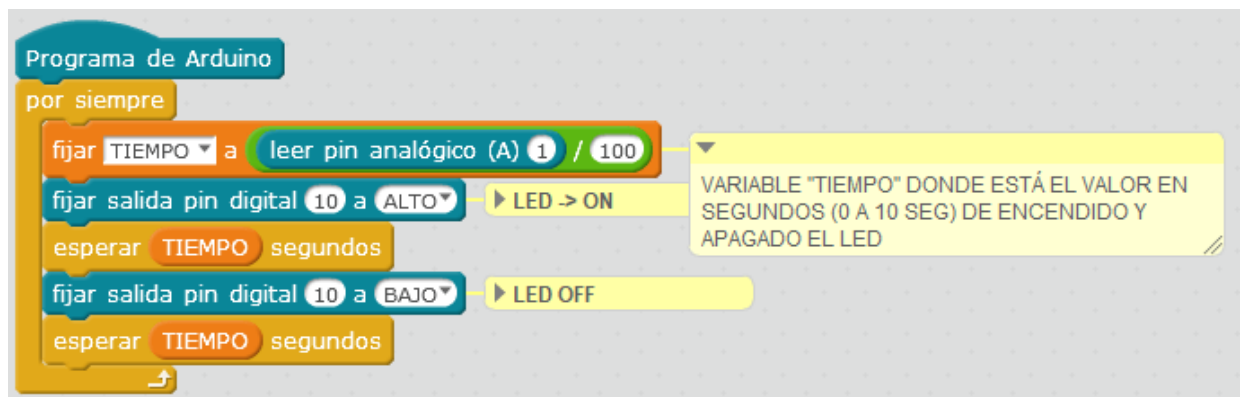 Programa de Arduino
por siempre
fijar TIEMPO a leer pin analógico (A) 1 / 100
VARIABLE "TIEMPO" DONDE ESTÁ EL VALOR EN
SEGUNDOS (0 A 10 SEG) DE ENCENDIDO Y
APAGADO EL LED
fijar salida pin digital 10 a ALTO
LED -> ON
esperar TIEMPO segundos
fijar salida pin digital 10 a BAJO
LED OFF
esperar TIEMPO segundos